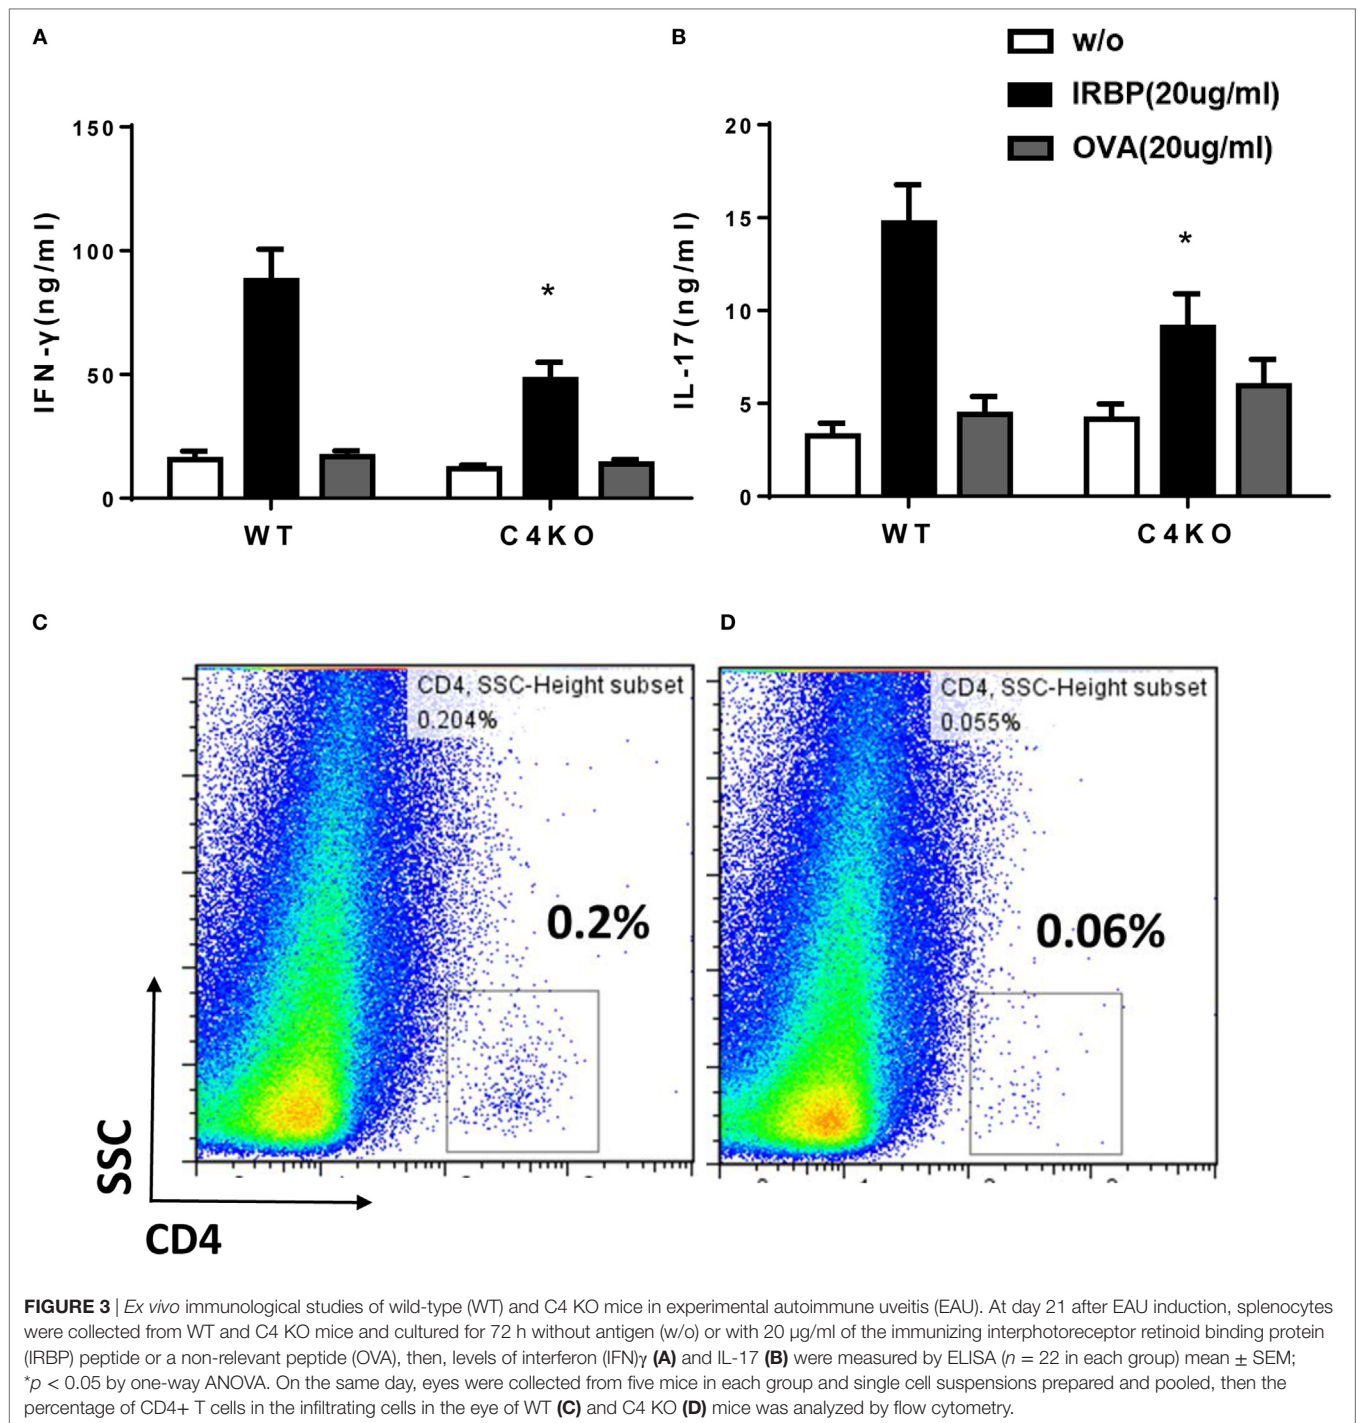 A
B
w/o
IRBP(20ug/ml)
OVA(20ug/ml)
IFN-γ(ng/ml)
150
100
50
0
WT
C4KO
IL-17(ng/ml)
20
15
10
5
0
WT
C4KO
C
D
CD4, SSC-Height subset
0.204%
0.2%
CD4, SSC-Height subset
0.055%
0.06%
SSC
CD4
FIGURE 3 | Ex vivo immunological studies of wild-type (WT) and C4 KO mice in experimental autoimmune uveitis (EAU). At day 21 after EAU induction, splenocytes
were collected from WT and C4 KO mice and cultured for 72 h without antigen (w/o) or with 20 μg/ml of the immunizing interphotoreceptor retinoid binding protein
(IRBP) peptide or a non-relevant peptide (OVA), then, levels of interferon (IFN)γ (A) and IL-17 (B) were measured by ELISA (n = 22 in each group) mean ± SEM;
*p < 0.05 by one-way ANOVA. On the same day, eyes were collected from five mice in each group and single cell suspensions prepared and pooled, then the
percentage of CD4+ T cells in the infiltrating cells in the eye of WT (C) and C4 KO (D) mice was analyzed by flow cytometry.